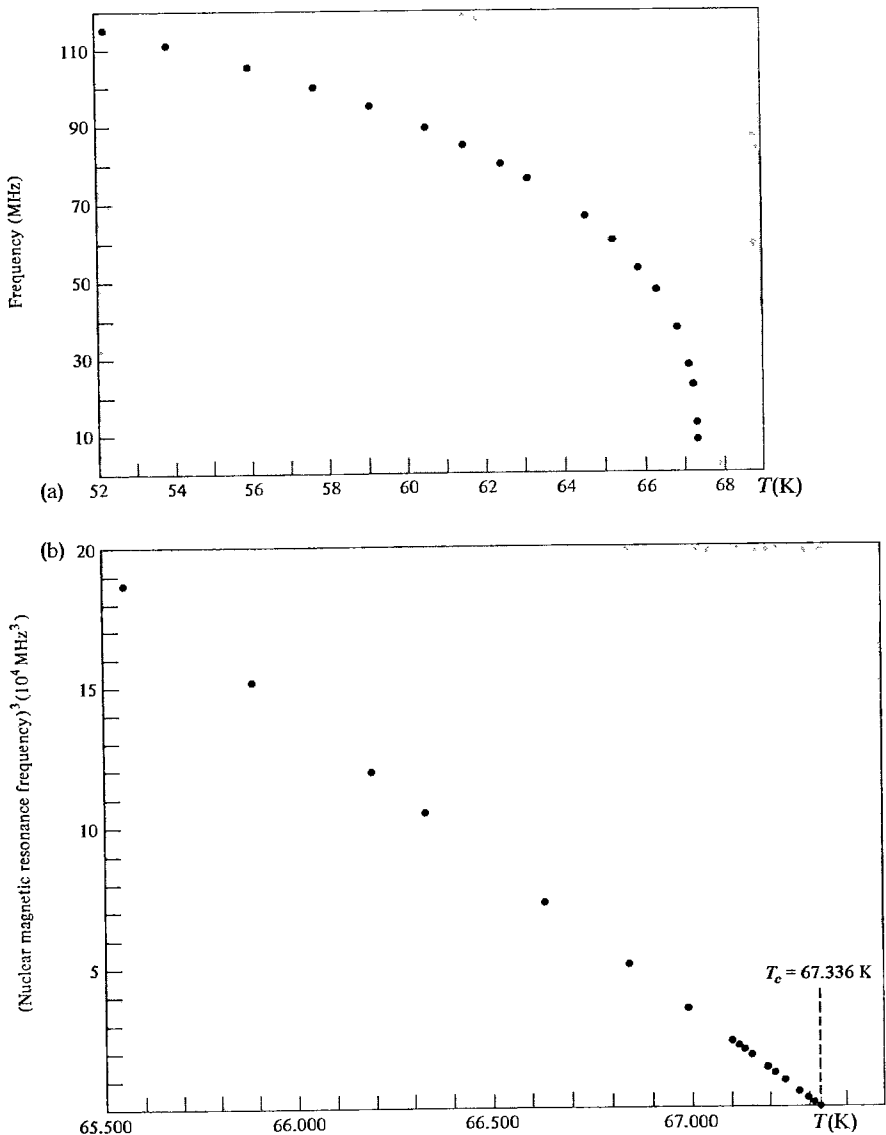 110
90
70
50
30
10
Frequency (MHz)
(a)
52 54 56 58 60 62 64 66 68 T(K)
(b)
20
15
10
5
(Nuclear magnetic resonance frequency)³ (10⁴ MHz³)
T_c = 67.336 K
65.500 66.000 66.500 67.000 T(K)